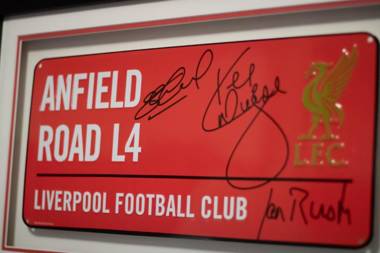 ANFIELD
ROAD L4
LIVERPOOL FOOTBALL CLUB
L.F.C.
Ian Rush